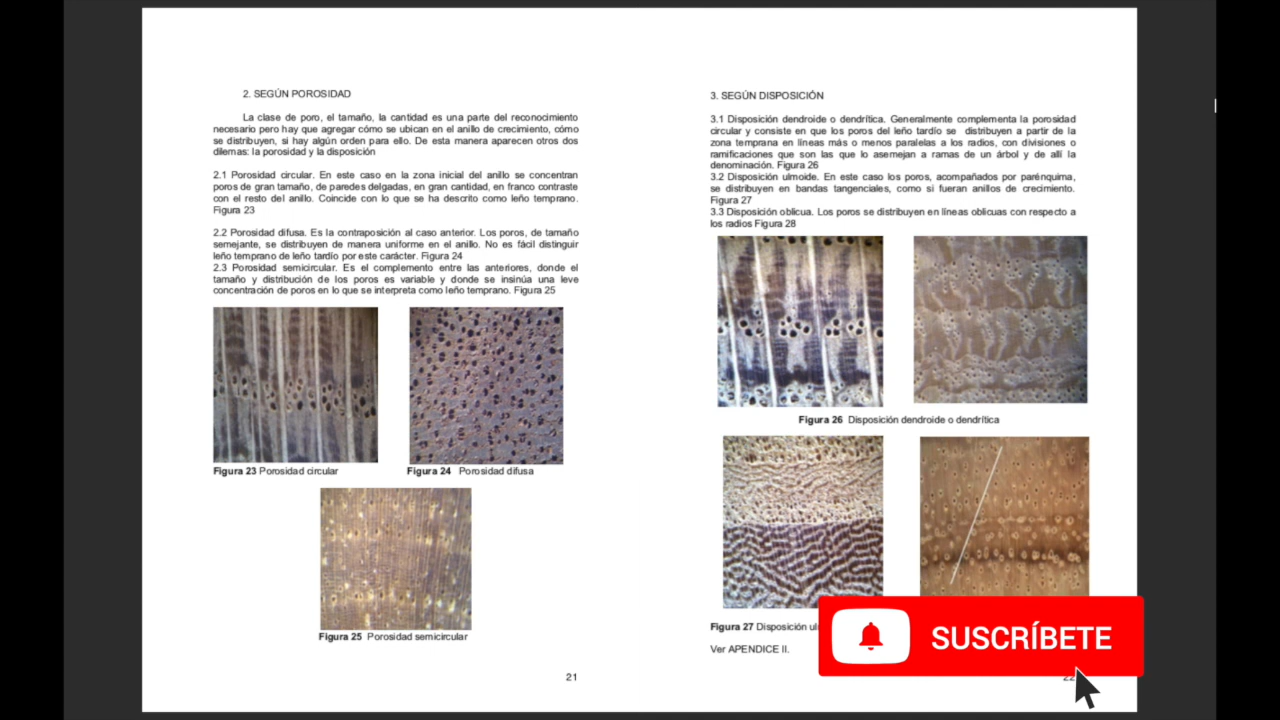 2. SEGÚN POROSIDAD
La clase de poro, el tamaño, la cantidad es una parte del reconocimiento
necesario pero hay que agregar cómo se ubican en el anillo de crecimiento, cómo
se distribuyen, si hay algún orden para ello. De esta manera aparecen otros dos
dilemas: la porosidad y la disposición
2.1 Porosidad circular. En este caso en la zona inicial del anillo se concentran
poros de gran tamaño, de paredes delgadas, en gran cantidad, en franco contraste
con el resto del anillo. Coincide con lo que se ha descrito como leño temprano.
Figura 23
2.2 Porosidad difusa. Es la contraposición al caso anterior. Los poros, de tamaño
semejante, se distribuyen de manera uniforme en el anillo. No es fácil distinguir
leño temprano de leño tardío por este carácter. Figura 24
2.3 Porosidad semicircular. Es el complemento entre las anteriores, donde el
tamaño y distribución de los poros es variable y donde se insinúa una leve
concentración de poros en lo que se interpreta como leño temprano. Figura 25
Figura 23 Porosidad circular
Figura 24 Porosidad difusa
Figura 25 Porosidad semicircular
21
3. SEGÚN DISPOSICIÓN
3.1 Disposición dendroide o dendrítica. Generalmente complementa la porosidad
circular y consiste en que los poros del leño tardío se distribuyen a partir de la
zona temprana en líneas más o menos paralelas a los radios, con divisiones o
ramificaciones que son las que lo asemejan a ramas de un árbol y de allí la
denominación. Figura 26
3.2 Disposición ulmoide. En este caso los poros, acompañados por parénquima,
se distribuyen en bandas tangenciales, como si fueran anillos de crecimiento.
Figura 27
3.3 Disposición oblicua. Los poros se distribuyen en líneas oblicuas con respecto a
los radios Figura 28
Figura 26 Disposición dendroide o dendrítica
Figura 27 Disposición
Ver APENDICE II.
SUSCRÍBETE